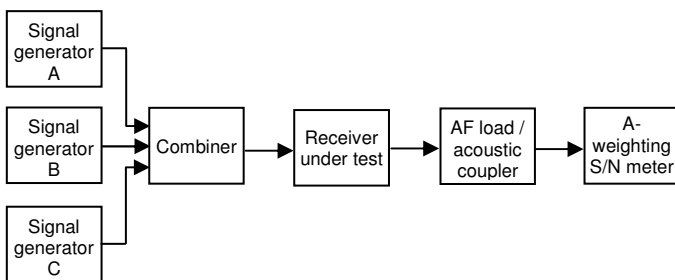 Signal
generator
A
Signal
generator
B
Signal
generator
C
Combiner
Receiver
under test
AF load /
acoustic
coupler
A-
weighting
S/N meter